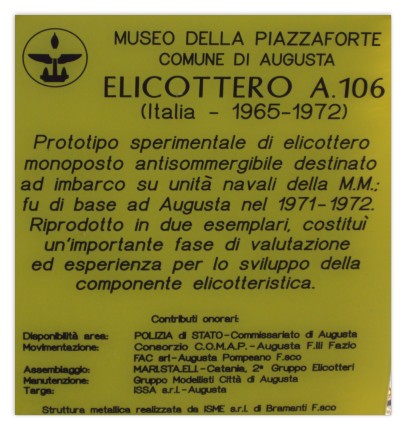 MUSEO DELLA PIAZZAFORTE
COMUNE DI AUGUSTA
ELICOTTERO A.106
(Italia - 1965-1972)
Prototipo sperimentale di elicottero
monoposto antisommergibile destinato
ad imbarco su unità navali della M.M.;
fu di base ad Augusta nel 1971-1972.
Riprodotto in due esemplari, costituì
un'importante fase di valutazione
ed esperienza per lo sviluppo della
componente elicotteristica.
Contributi onorari:
Disponibilità area: POLIZIA di STATO-Commissariato di Augusta
Movimentazione: Consorzio C.O.M.A.P.-Augusta F.lli Fazio
FAC srl-Augusta Pompeano F.sco
Assemblaggio: MARI.STA.ELI.-Catania, 2° Gruppo Elicotteri
Manutenzione: Gruppo Modellisti Città di Augusta
Targa: ISSA s.r.l.-Augusta
Struttura metallica realizzata da ISME s.r.l. di Bramanti F.sco